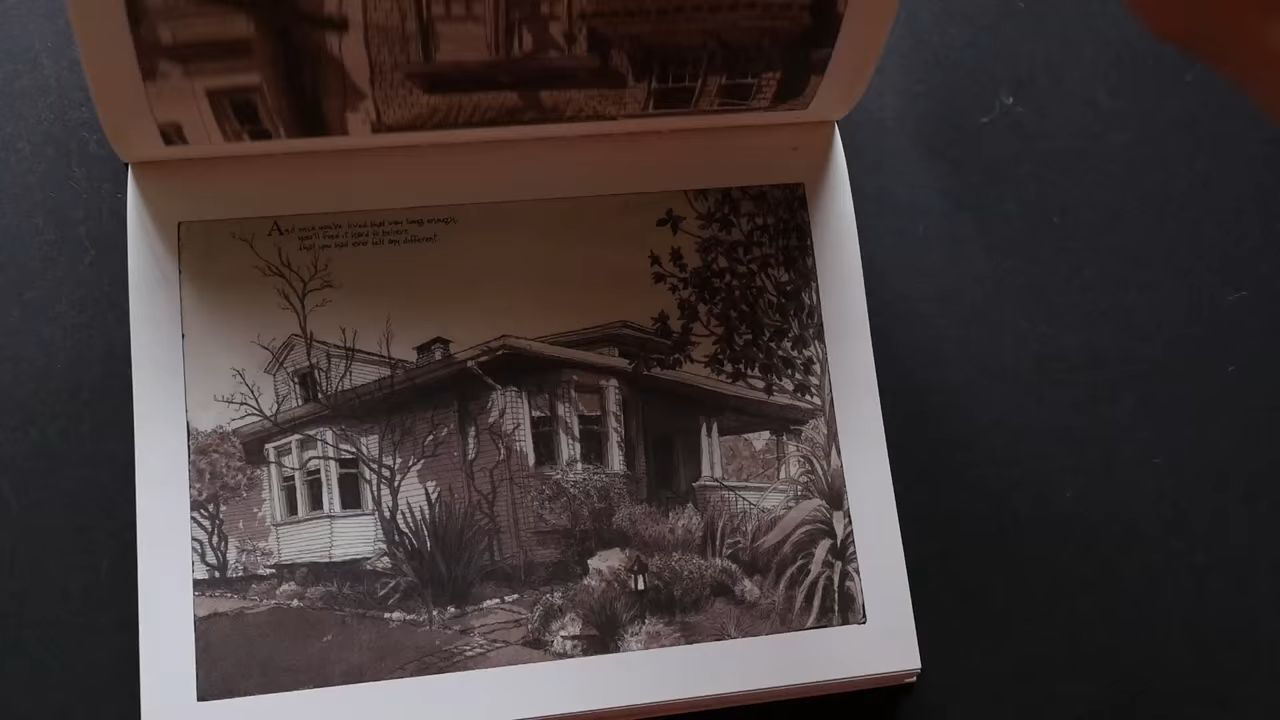 And once you've lived that way long enough,
you'll find it hard to believe
that you had ever felt any different.